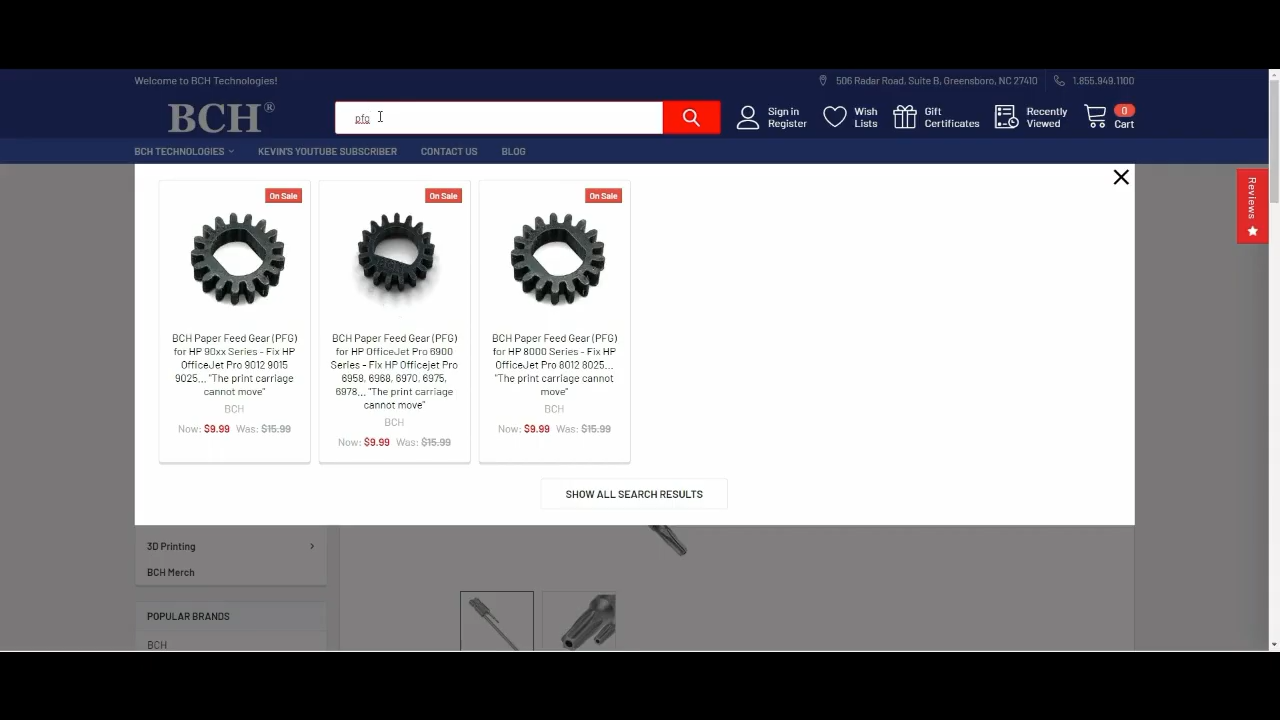 Welcome to BCH Technologies!
506 Radar Road, Suite B, Greensboro, NC 27410
1.855.949.1100
BCH®
pfg
Sign in
Register
Wish
Lists
Gift
Certificates
Recently
Viewed
0
Cart
BCH TECHNOLOGIES
KEVIN'S YOUTUBE SUBSCRIBER
CONTACT US
BLOG
Reviews
On Sale
BCH Paper Feed Gear (PFG)
for HP 90xx Series - Fix HP
OfficeJet Pro 9012 9015
9025... "The print carriage
cannot move"
BCH
Now: $9.99 Was: $15.99
On Sale
BCH Paper Feed Gear (PFG)
for HP OfficeJet Pro 6900
Series - Fix HP Officejet Pro
6958, 6968, 6970, 6975,
6978... "The print carriage
cannot move"
BCH
Now: $9.99 Was: $15.99
On Sale
BCH Paper Feed Gear (PFG)
for HP 8000 Series - Fix HP
OfficeJet Pro 8012 8025...
"The print carriage cannot
move"
BCH
Now: $9.99 Was: $15.99
SHOW ALL SEARCH RESULTS
3D Printing
BCH Merch
POPULAR BRANDS
BCH